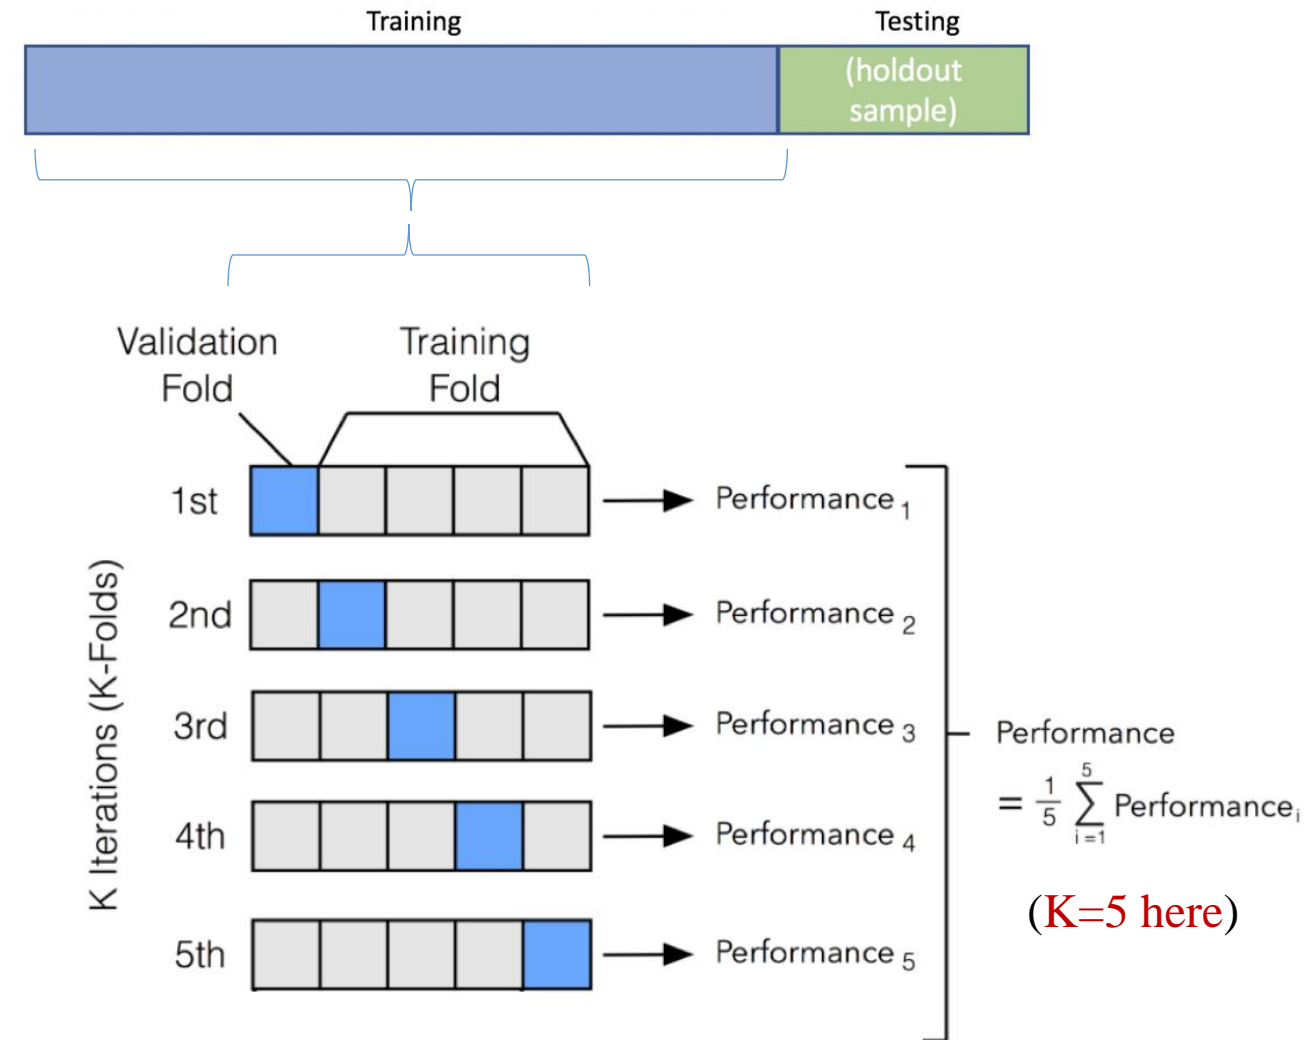 Training
Testing
(holdout
sample)
Validation
Fold
Training
Fold
K Iterations (K-Folds)
1st
Performance 1
2nd
Performance 2
3rd
Performance 3
4th
Performance 4
5th
Performance 5
Performance
= 1/5 5∑i=1 Performancei
(K=5 here)